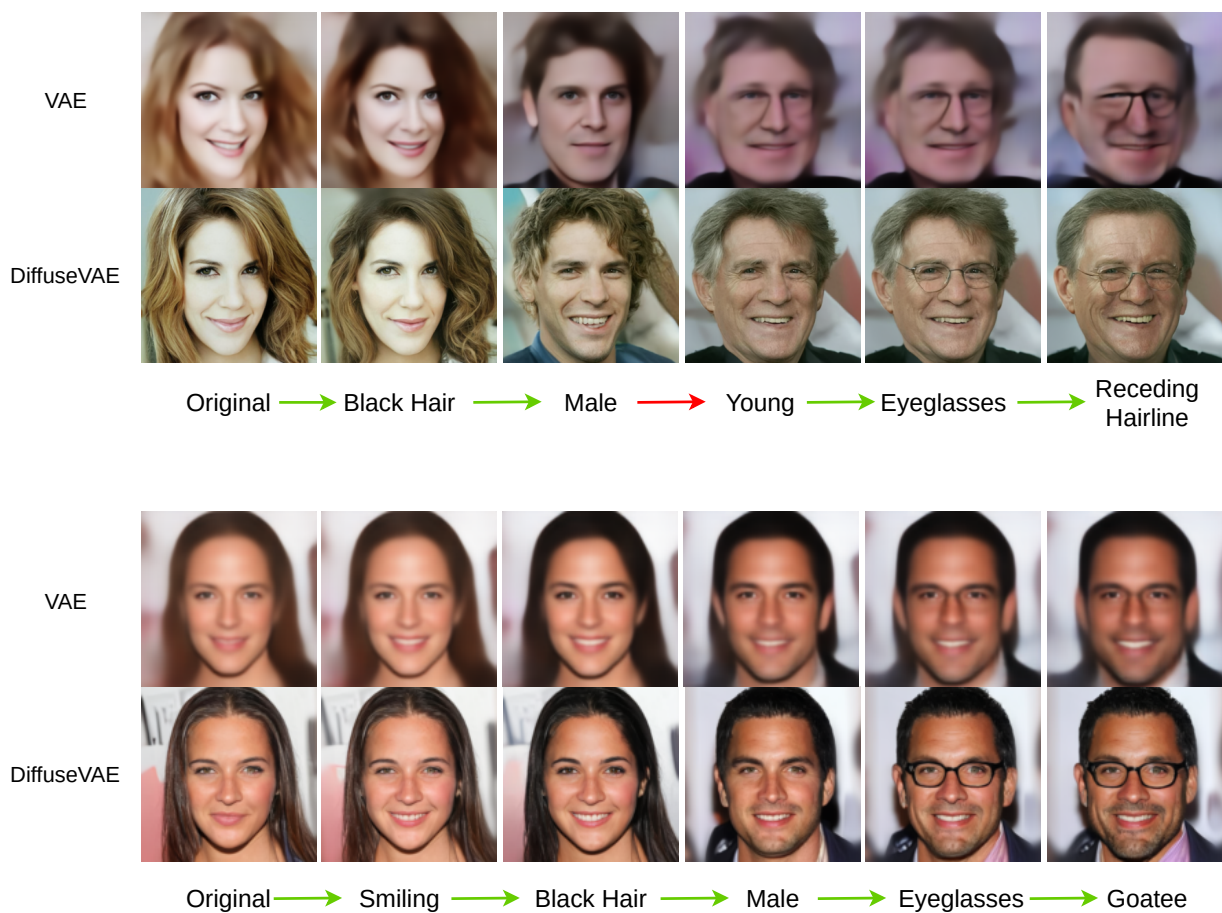 VAE
DiffuseVAE
Original Black Hair Male Young Eyeglasses Receding
Hairline
VAE
DiffuseVAE
Original Smiling Black Hair Male Eyeglasses Goatee